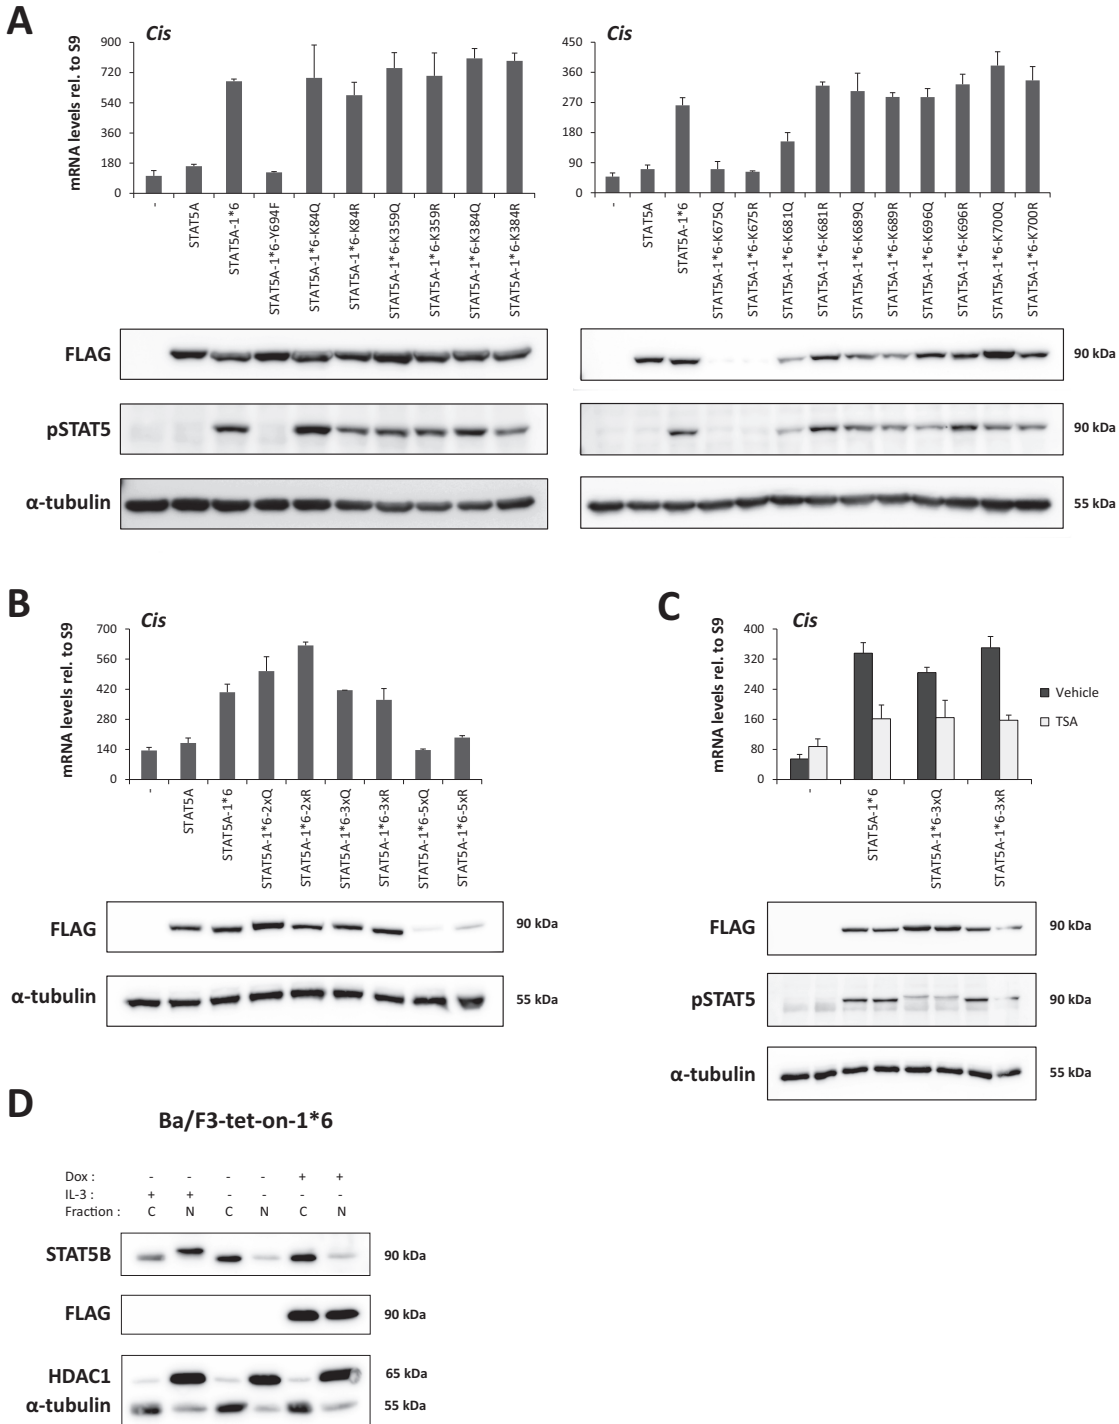 A
Cis
mRNA levels rel. to S9
900
720
540
360
180
0
-
STAT5A
STAT5A-1*6
STAT5A-1*6-Y694F
STAT5A-1*6-K84Q
STAT5A-1*6-K84R
STAT5A-1*6-K359Q
STAT5A-1*6-K359R
STAT5A-1*6-K384Q
STAT5A-1*6-K384R
Cis
450
360
270
180
90
0
-
STAT5A
STAT5A-1*6
STAT5A-1*6-K675Q
STAT5A-1*6-K675R
STAT5A-1*6-K681Q
STAT5A-1*6-K681R
STAT5A-1*6-K689Q
STAT5A-1*6-K689R
STAT5A-1*6-K696Q
STAT5A-1*6-K696R
STAT5A-1*6-K700Q
STAT5A-1*6-K700R
FLAG 90 kDa
pSTAT5 90 kDa
α-tubulin 55 kDa
B
Cis
mRNA levels rel. to S9
700
560
420
280
140
0
-
STAT5A
STAT5A-1*6
STAT5A-1*6-2xQ
STAT5A-1*6-2xR
STAT5A-1*6-3xQ
STAT5A-1*6-3xR
STAT5A-1*6-5xQ
STAT5A-1*6-5xR
FLAG 90 kDa
α-tubulin 55 kDa
C
Cis
mRNA levels rel. to S9
400
320
240
160
80
0
Vehicle
TSA
-
STAT5A-1*6
STAT5A-1*6-3xQ
STAT5A-1*6-3xR
FLAG 90 kDa
pSTAT5 90 kDa
α-tubulin 55 kDa
D
Ba/F3-tet-on-1*6
Dox : - - - - + +
IL-3 : + + - - - -
Fraction : C N C N C N
STAT5B 90 kDa
FLAG 90 kDa
HDAC1 65 kDa
α-tubulin 55 kDa